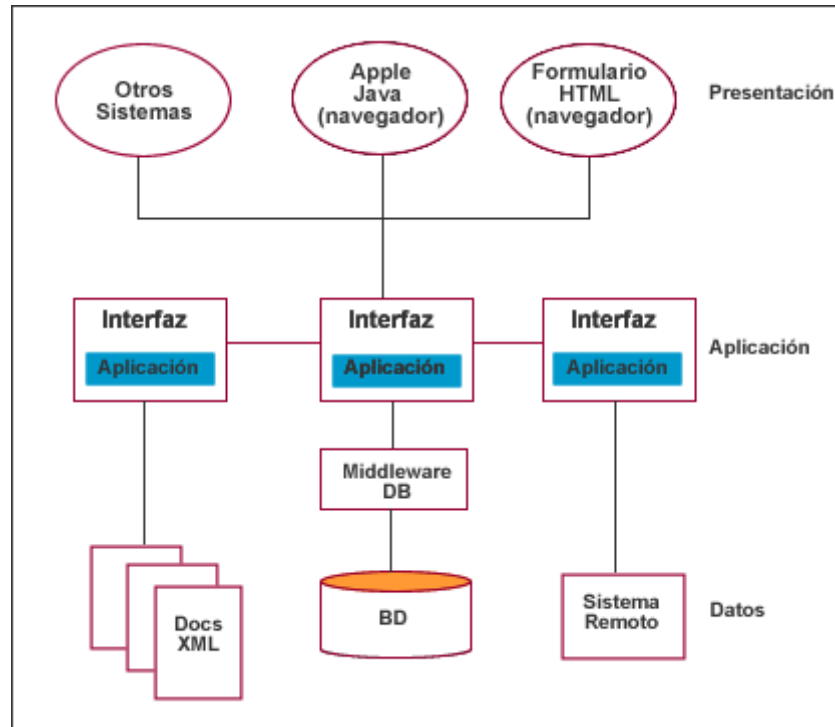 Otros
Sistemas
Apple
Java
(navegador)
Formulario
HTML
(navegador)
Presentación
Interfaz
Aplicación
Interfaz
Aplicación
Interfaz
Aplicación
Aplicación
Middleware
DB
Docs
XML
BD
Sistema
Remoto
Datos